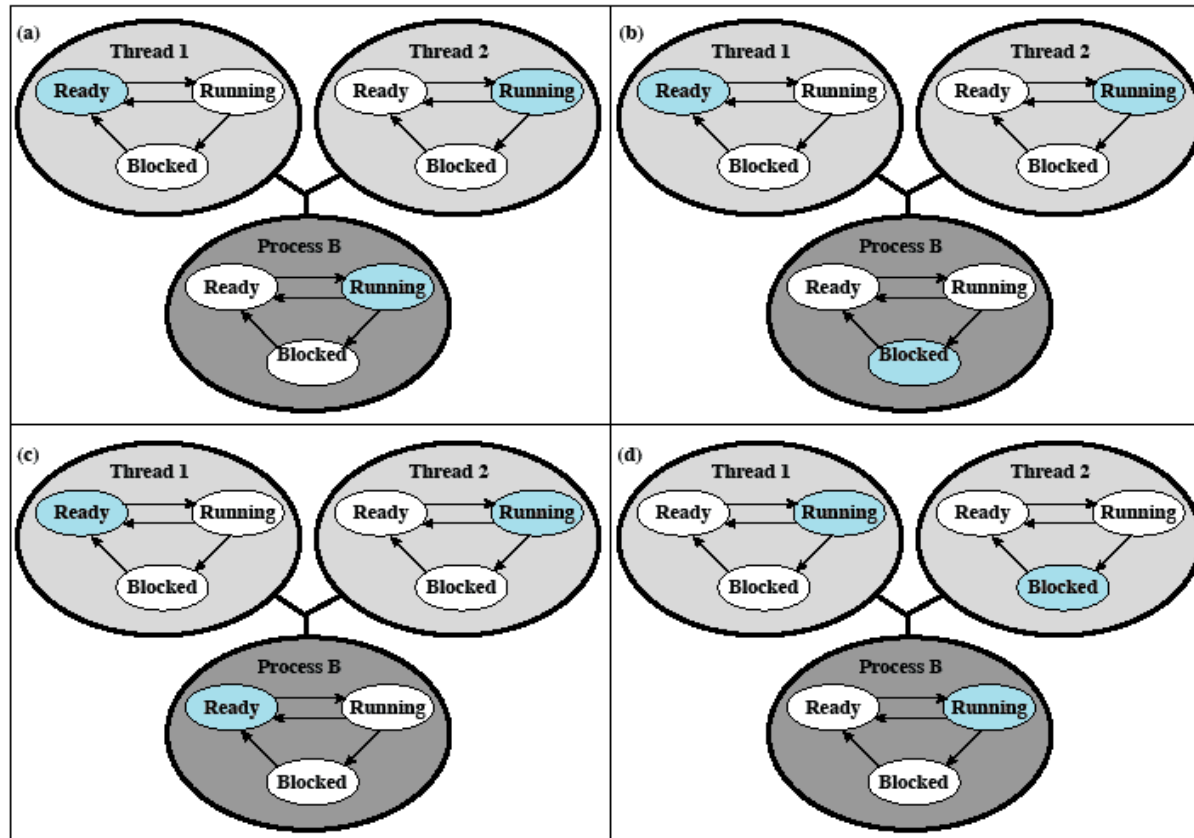 (a)
Thread 1
Thread 2
Ready Running
Ready Running
Blocked
Blocked
Process B
Ready Running
Blocked
(b)
Thread 1
Thread 2
Ready Running
Ready Running
Blocked
Blocked
Process B
Ready Running
Blocked
(c)
Thread 1
Thread 2
Ready Running
Ready Running
Blocked
Blocked
Process B
Ready Running
Blocked
(d)
Thread 1
Thread 2
Ready Running
Ready Running
Blocked
Blocked
Process B
Ready Running
Blocked